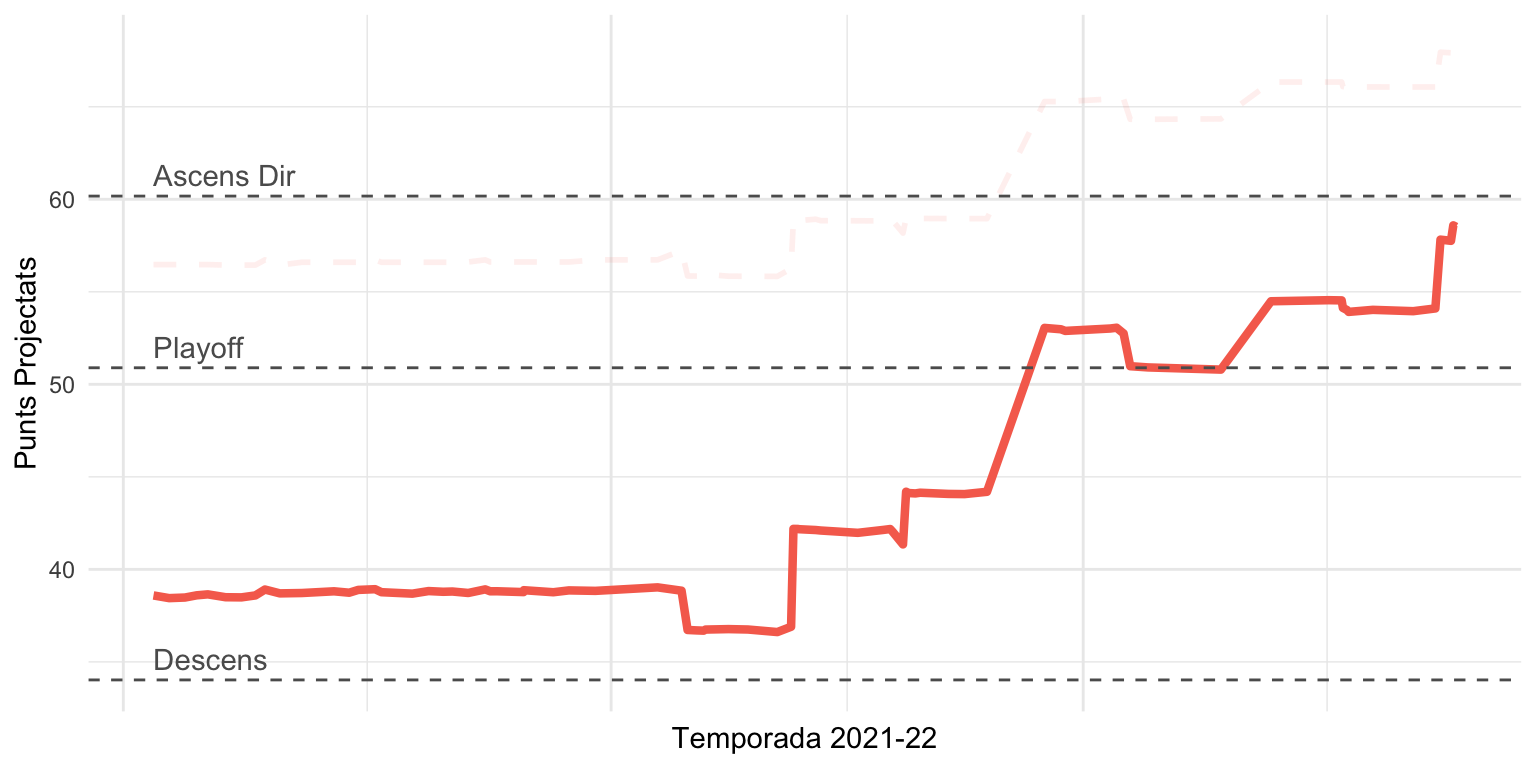 Ascens Dir
60
Playoff
50
40
Descens
Punts Projectats
Temporada 2021-22